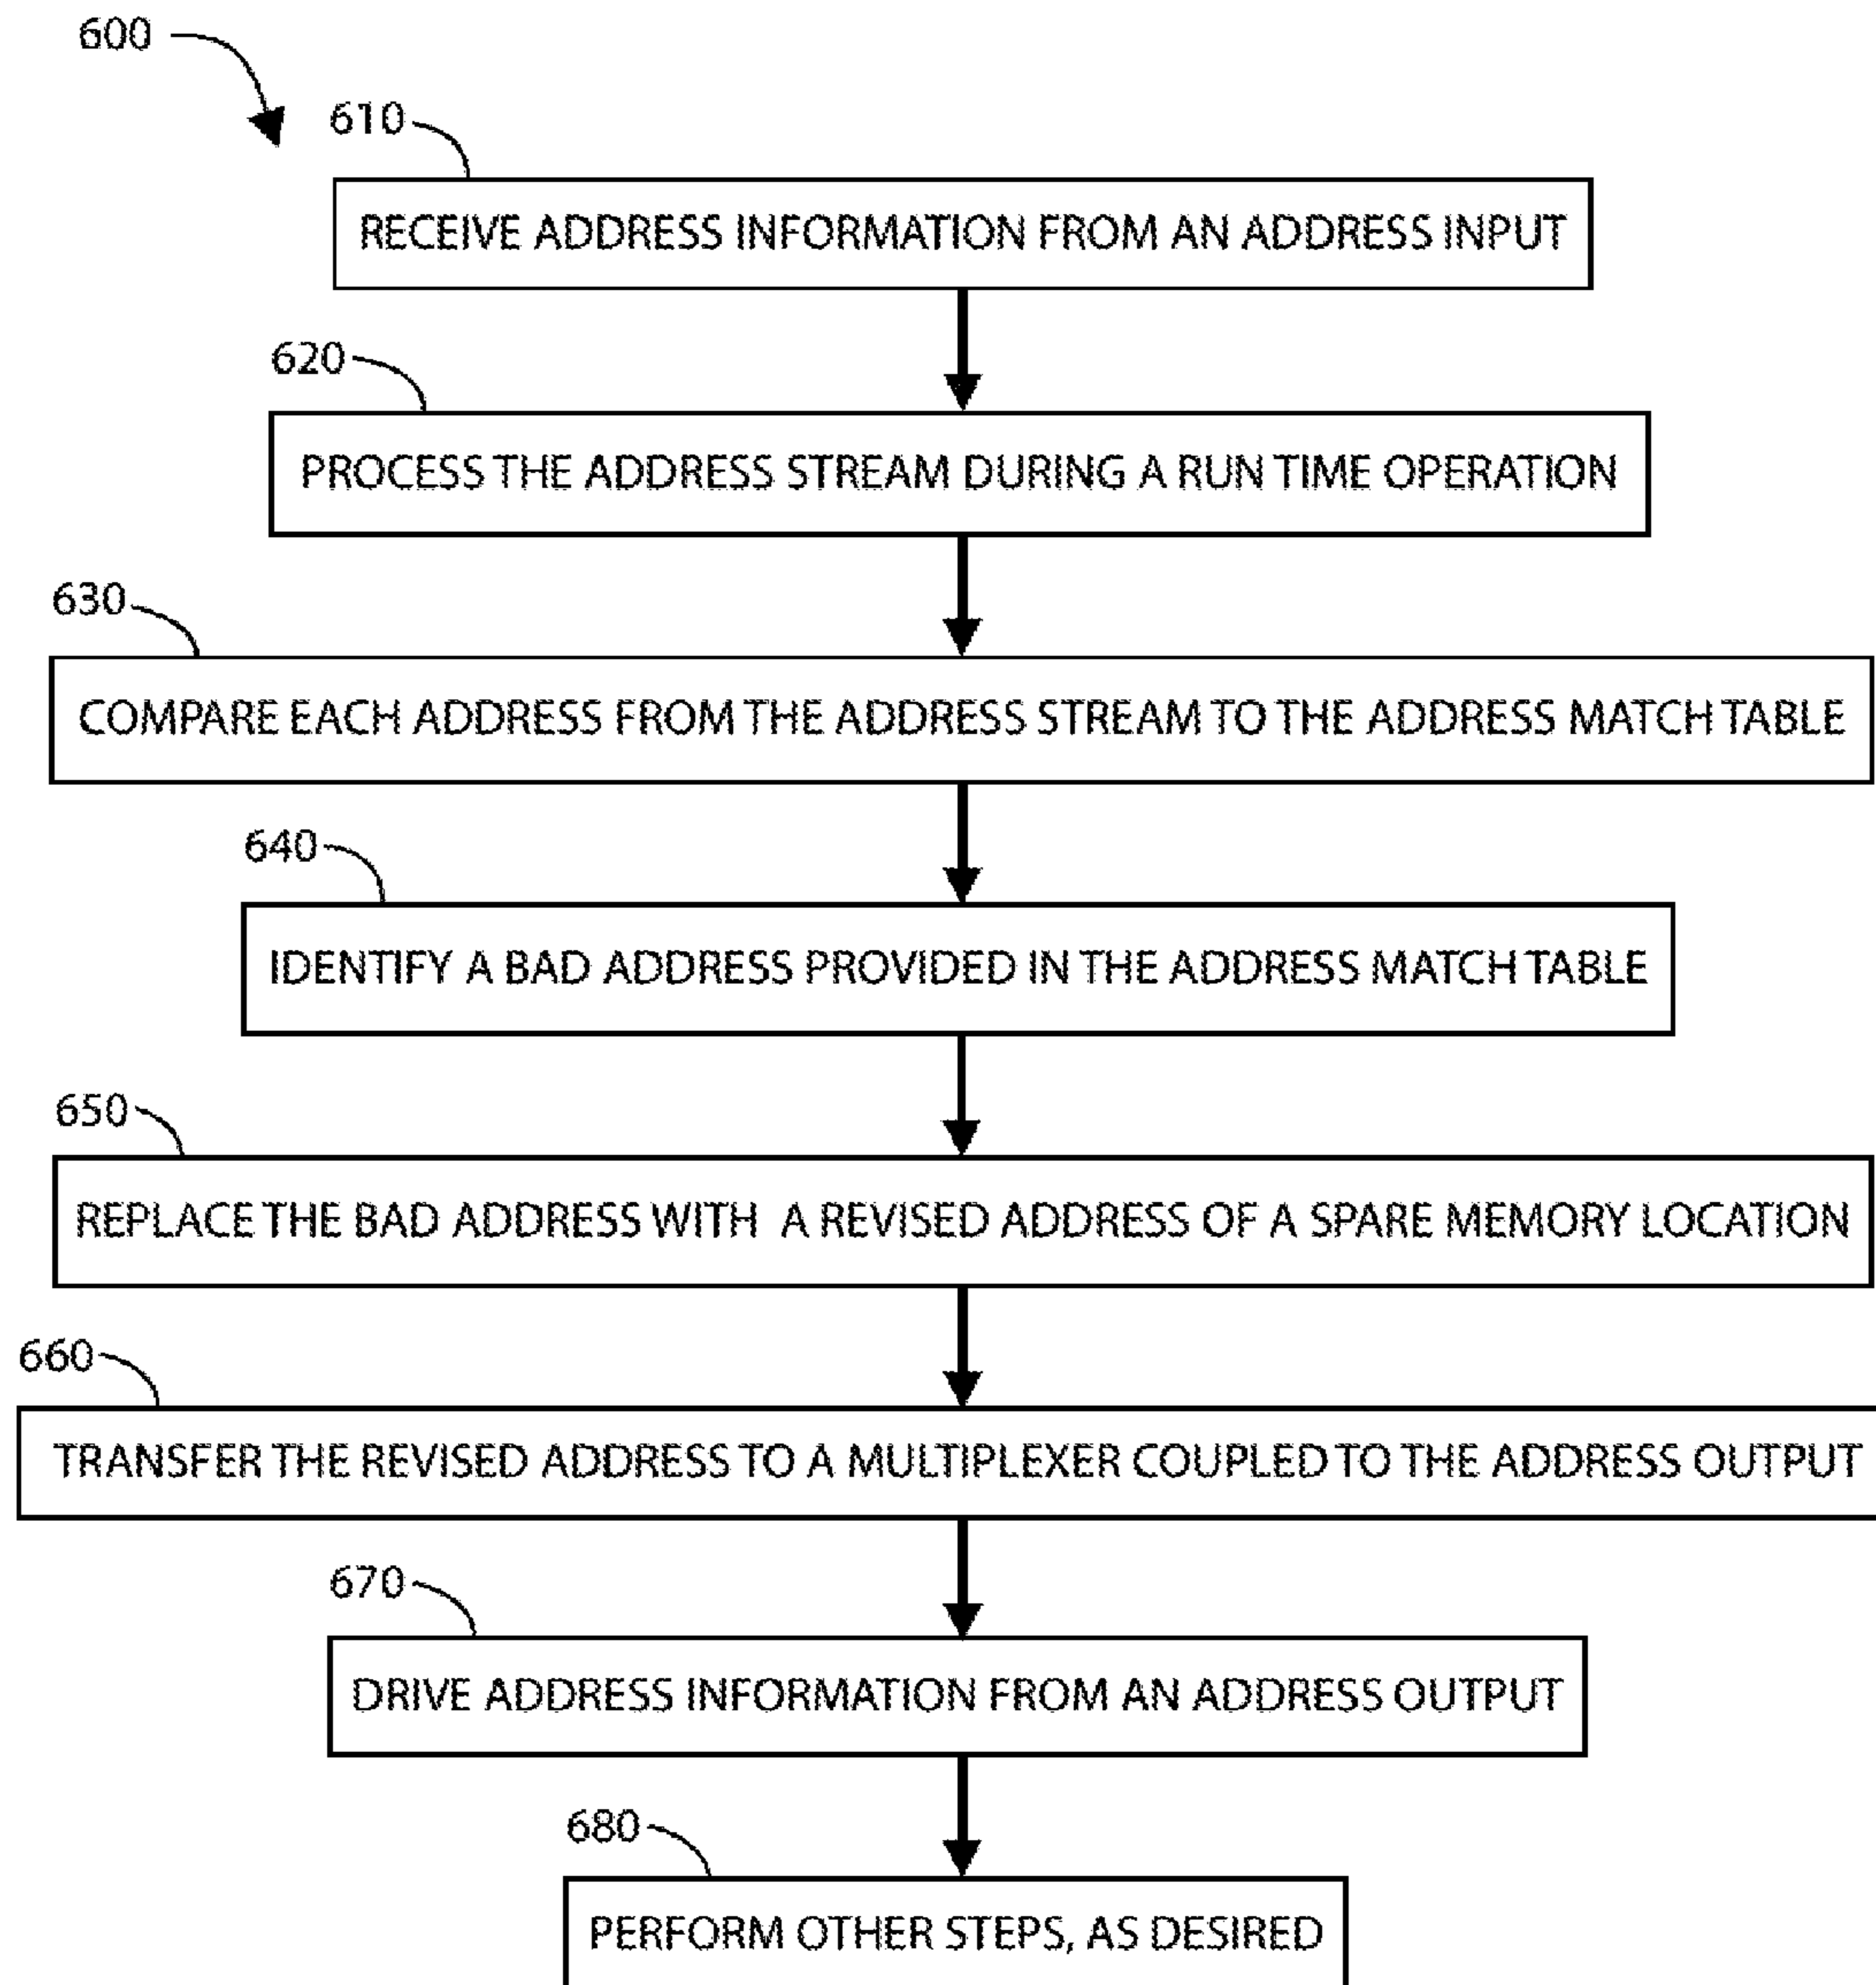 600
610
RECEIVE ADDRESS INFORMATION FROM AN ADDRESS INPUT
620
PROCESS THE ADDRESS STREAM DURING A RUN TIME OPERATION
630
COMPARE EACH ADDRESS FROM THE ADDRESS STREAM TO THE ADDRESS MATCH TABLE
640
IDENTIFY A BAD ADDRESS PROVIDED IN THE ADDRESS MATCH TABLE
650
REPLACE THE BAD ADDRESS WITH A REVISED ADDRESS OF A SPARE MEMORY LOCATION
660
TRANSFER THE REVISED ADDRESS TO A MULTIPLEXER COUPLED TO THE ADDRESS OUTPUT
670
DRIVE ADDRESS INFORMATION FROM AN ADDRESS OUTPUT
680
PERFORM OTHER STEPS, AS DESIRED